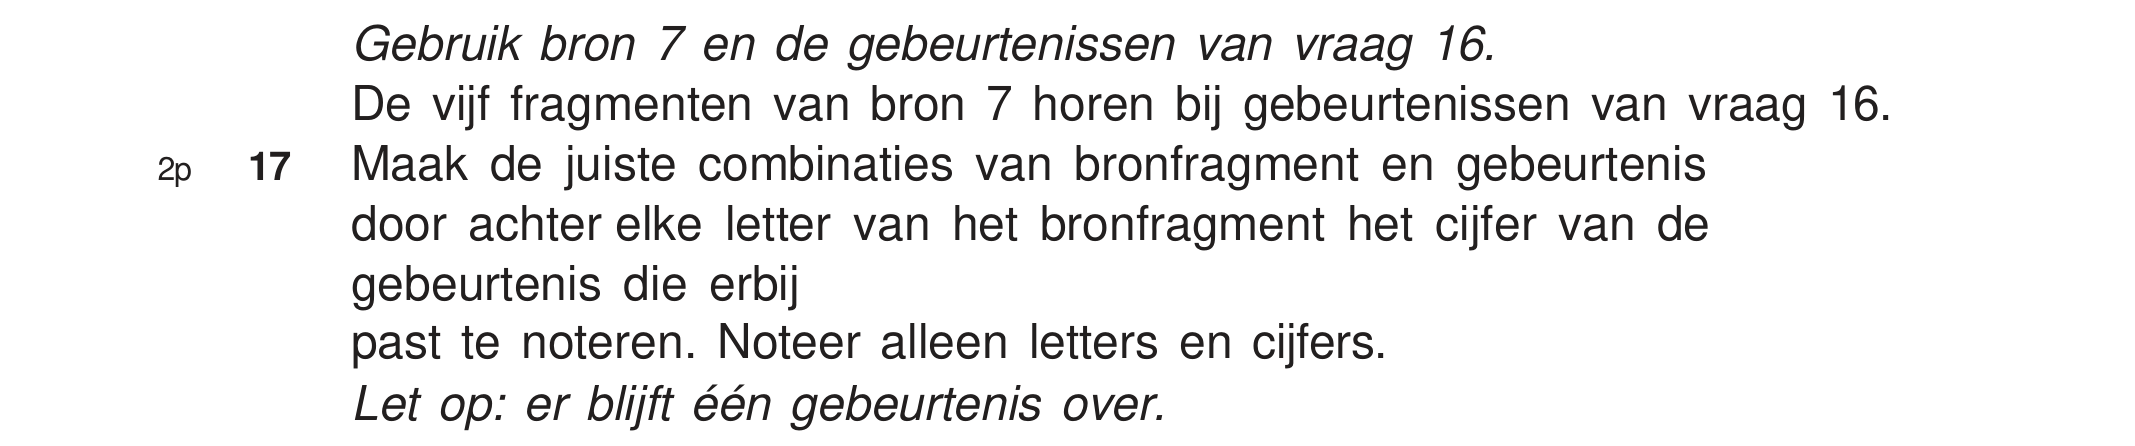 Gebruik bron 7 en de gebeurtenissen van vraag 16.
De vijf fragmenten van bron 7 horen bij gebeurtenissen van vraag 16.
2p 17 Maak de juiste combinaties van bronfragment en gebeurtenis
door achter elke letter van het bronfragment het cijfer van de
gebeurtenis die erbij
past te noteren. Noteer alleen letters en cijfers.
Let op: er blijft één gebeurtenis over.